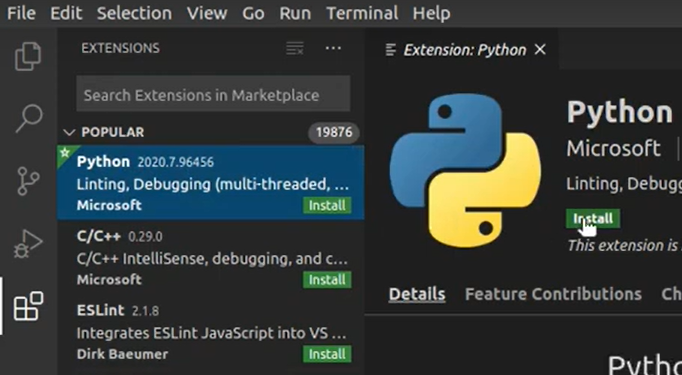 File Edit Selection View Go Run Terminal Help
EXTENSIONS
Search Extensions in Marketplace
POPULAR 19876
Python 2020.7.96456
Linting, Debugging (multi-threaded, ...
Microsoft Install
C/C++ 0.29.0
C/C++ IntelliSense, debugging, and c...
Microsoft Install
ESLint 2.1.8
Integrates ESLint JavaScript into VS ...
Dirk Baeumer Install
Extension: Python
Python
Microsoft
Linting, Debugg
Install
This extension is
Details Feature Contributions Ch
Pytho